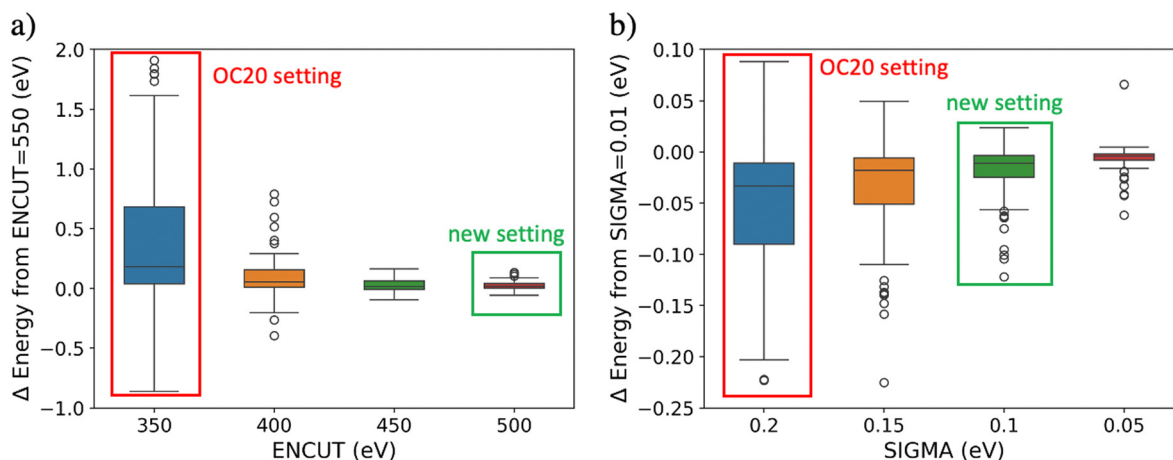 a)
Δ Energy from ENCUT=550 (eV)
2.0
1.5
1.0
0.5
0.0
−0.5
−1.0
OC20 setting
new setting
350 400 450 500
ENCUT (eV)
b)
Δ Energy from SIGMA=0.01 (eV)
0.10
0.05
0.00
−0.05
−0.10
−0.15
−0.20
−0.25
OC20 setting
new setting
0.2 0.15 0.1 0.05
SIGMA (eV)